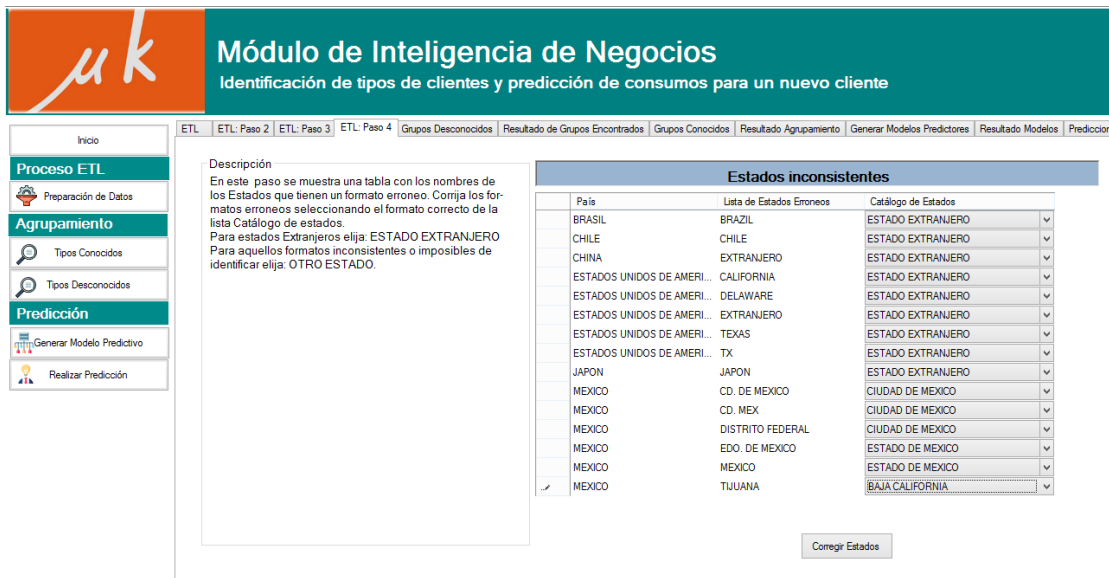 μk
Módulo de Inteligencia de Negocios
Identificación de tipos de clientes y predicción de consumos para un nuevo cliente
ETL ETL: Paso 2 ETL: Paso 3 ETL: Paso 4 Grupos Desconocidos Resultado de Grupos Encontrados Grupos Conocidos Resultado Agrupamiento Generar Modelos Predictores Resultado Modelos Prediccion
Inicio
Proceso ETL
Preparación de Datos
Agrupamiento
Tipos Conocidos
Tipos Desconocidos
Predicción
Generar Modelo Predictivo
Realizar Predicción
Descripción
En este paso se muestra una tabla con los nombres de
los Estados que tienen un formato erroneo. Corrija los for-
matos erroneos seleccionando el formato correcto de la
lista Catálogo de estados.
Para estados Extranjeros elija: ESTADO EXTRANJERO
Para aquellos formatos inconsistentes o imposibles de
identificar elija: OTRO ESTADO.
Estados inconsistentes
País Lista de Estados Erroneos Catálogo de Estados
BRASIL BRAZIL ESTADO EXTRANJERO
CHILE CHILE ESTADO EXTRANJERO
CHINA EXTRANJERO ESTADO EXTRANJERO
ESTADOS UNIDOS DE AMERI... CALIFORNIA ESTADO EXTRANJERO
ESTADOS UNIDOS DE AMERI... DELAWARE ESTADO EXTRANJERO
ESTADOS UNIDOS DE AMERI... EXTRANJERO ESTADO EXTRANJERO
ESTADOS UNIDOS DE AMERI... TEXAS ESTADO EXTRANJERO
ESTADOS UNIDOS DE AMERI... TX ESTADO EXTRANJERO
JAPON JAPON ESTADO EXTRANJERO
MEXICO CD. DE MEXICO CIUDAD DE MEXICO
MEXICO CD. MEX CIUDAD DE MEXICO
MEXICO DISTRITO FEDERAL CIUDAD DE MEXICO
MEXICO EDO. DE MEXICO ESTADO DE MEXICO
MEXICO MEXICO ESTADO DE MEXICO
MEXICO TIJUANA BAJA CALIFORNIA
Corregir Estados